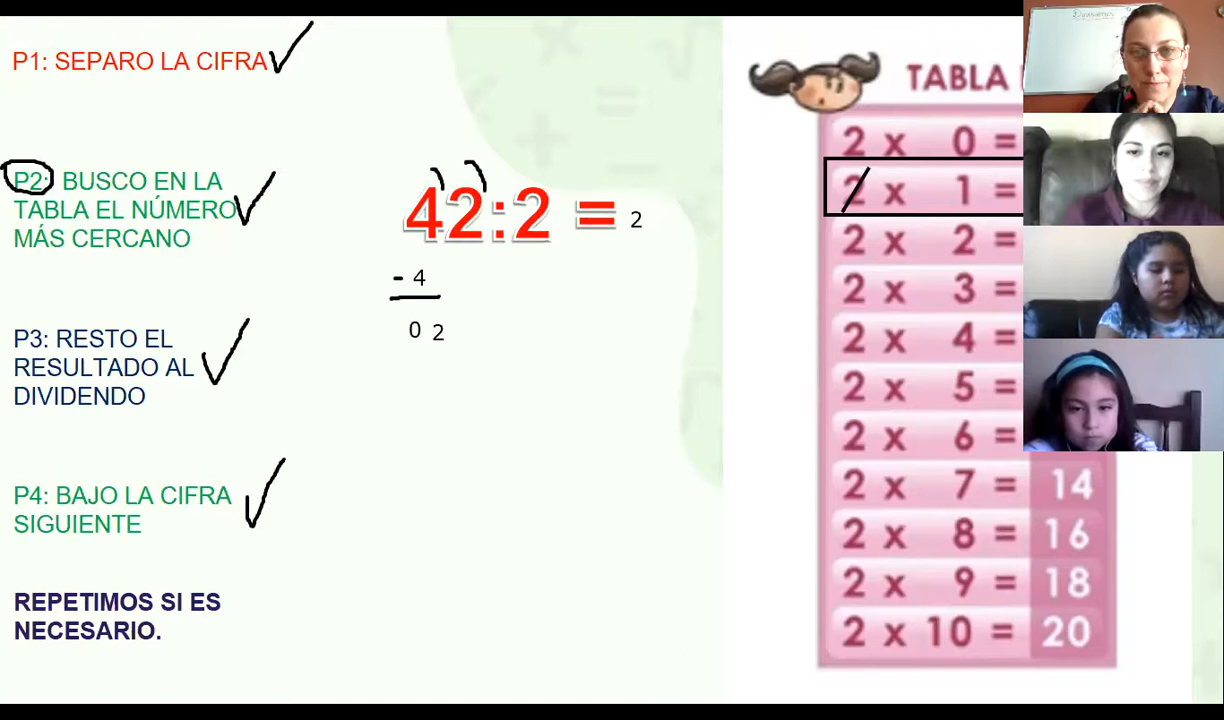 P1: SEPARO LA CIFRA
P2: BUSCO EN LA
TABLA EL NÚMERO
MÁS CERCANO
P3: RESTO EL
RESULTADO AL
DIVIDENDO
P4: BAJO LA CIFRA
SIGUIENTE
REPETIMOS SI ES
NECESARIO.
42:2 = 2
- 4
0 2
TABLA
2 x 0 =
2 x 1 =
2 x 2 =
2 x 3 =
2 x 4 =
2 x 5 =
2 x 6 =
2 x 7 = 14
2 x 8 = 16
2 x 9 = 18
2 x 10 = 20